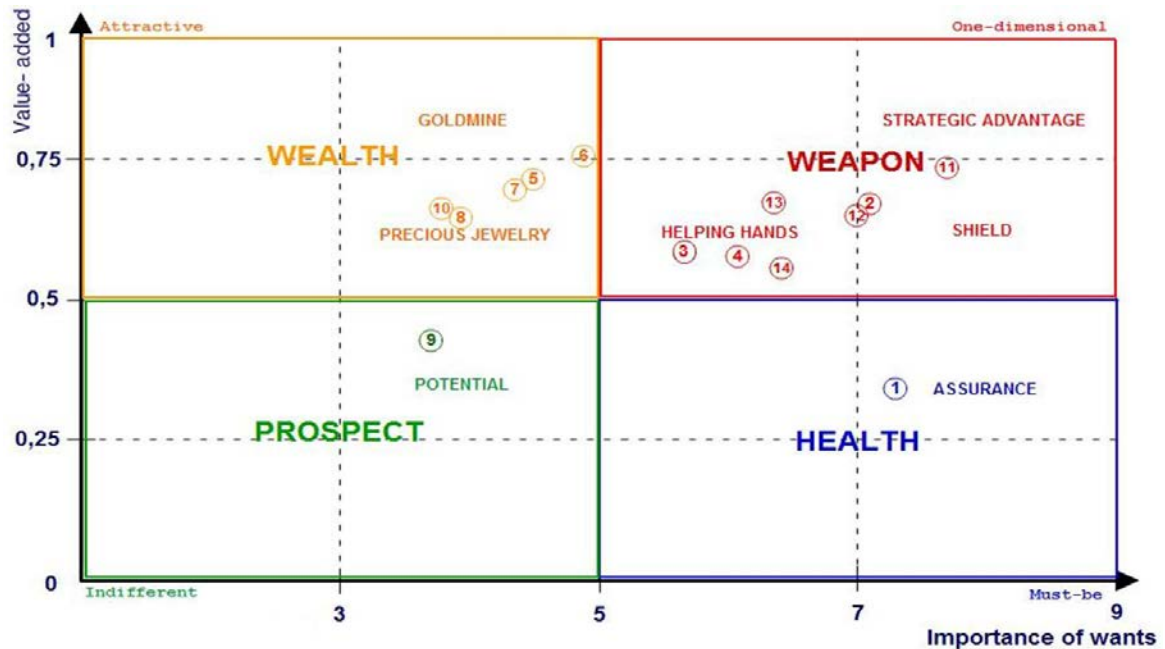 Value- added
1
Attractive
One-dimensional
GOLDMINE
STRATEGIC ADVANTAGE
0,75
WEALTH
6
WEAPON
11
5
7
10
8
13
2
12
PRECIOUS JEWELRY
HELPING HANDS
SHIELD
3
4
14
0,5
9
POTENTIAL
1
ASSURANCE
0,25
PROSPECT
HEALTH
0
Indifferent
Must-be
3
5
7
9
Importance of wants